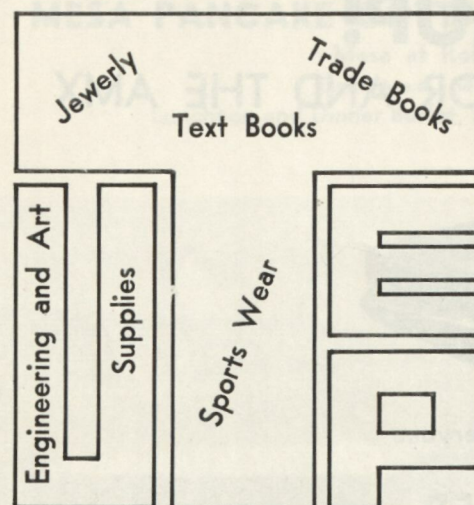 Jewerly
Trade Books
Text Books
Engineering and Art
Supplies
Sports Wear